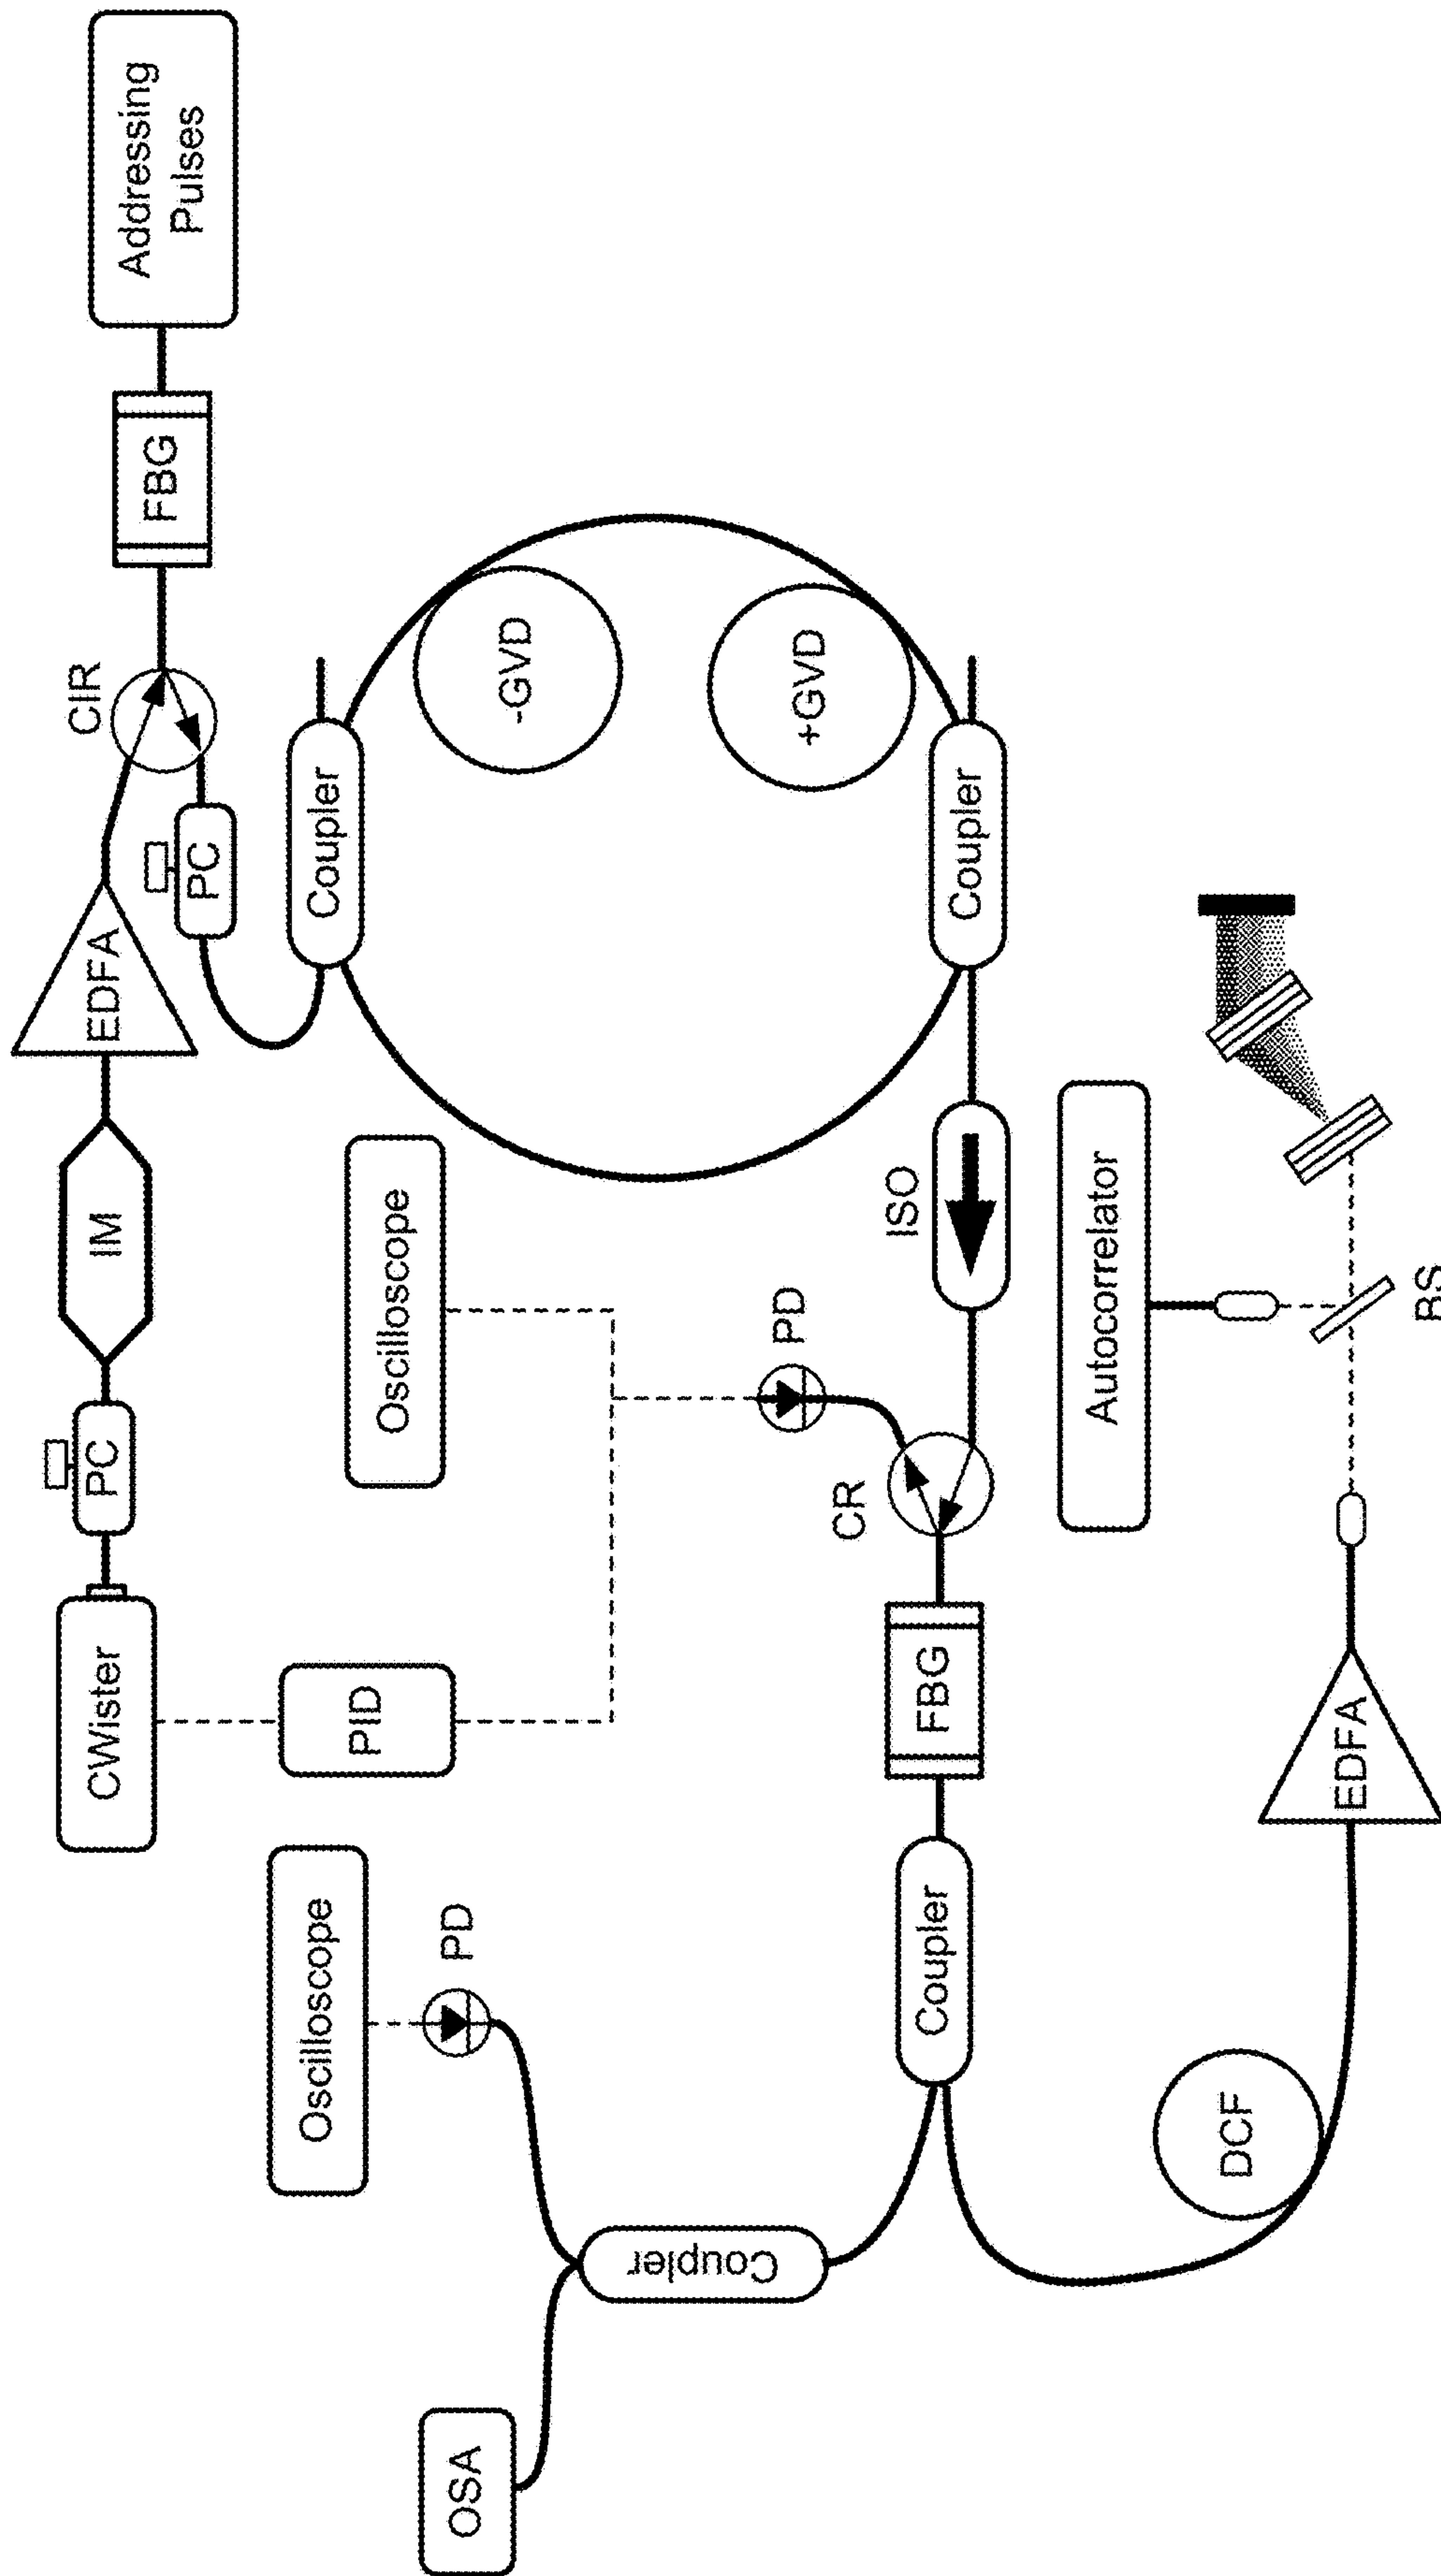 CWister
PC
IM
EDFA
CIR
FBG
Addressing
Pulses
PC
Coupler
-GVD
+GVD
Coupler
Oscilloscope
PID
PD
ISO
CR
FBG
Oscilloscope
PD
Coupler
Coupler
OSA
DCF
EDFA
Autocorrelator
BS